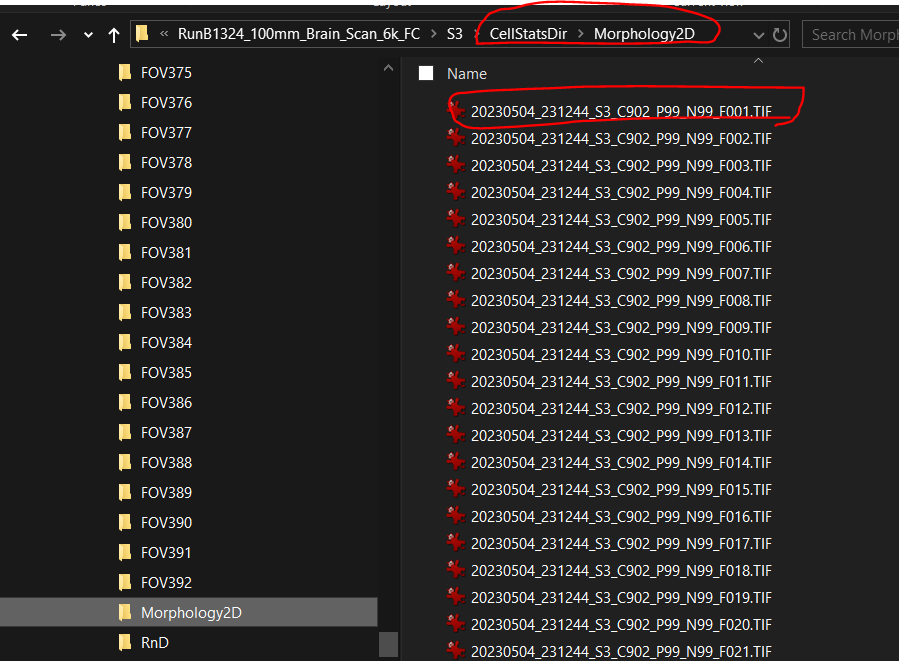 « RunB1324_100mm_Brain_Scan_6k_FC > S3 > CellStatsDir > Morphology2D
Search Morph
FOV375
FOV376
FOV377
FOV378
FOV379
FOV380
FOV381
FOV382
FOV383
FOV384
FOV385
FOV386
FOV387
FOV388
FOV389
FOV390
FOV391
FOV392
Morphology2D
RnD
Name
20230504_231244_S3_C902_P99_N99_F001.TIF
20230504_231244_S3_C902_P99_N99_F002.TIF
20230504_231244_S3_C902_P99_N99_F003.TIF
20230504_231244_S3_C902_P99_N99_F004.TIF
20230504_231244_S3_C902_P99_N99_F005.TIF
20230504_231244_S3_C902_P99_N99_F006.TIF
20230504_231244_S3_C902_P99_N99_F007.TIF
20230504_231244_S3_C902_P99_N99_F008.TIF
20230504_231244_S3_C902_P99_N99_F009.TIF
20230504_231244_S3_C902_P99_N99_F010.TIF
20230504_231244_S3_C902_P99_N99_F011.TIF
20230504_231244_S3_C902_P99_N99_F012.TIF
20230504_231244_S3_C902_P99_N99_F013.TIF
20230504_231244_S3_C902_P99_N99_F014.TIF
20230504_231244_S3_C902_P99_N99_F015.TIF
20230504_231244_S3_C902_P99_N99_F016.TIF
20230504_231244_S3_C902_P99_N99_F017.TIF
20230504_231244_S3_C902_P99_N99_F018.TIF
20230504_231244_S3_C902_P99_N99_F019.TIF
20230504_231244_S3_C902_P99_N99_F020.TIF
20230504_231244_S3_C902_P99_N99_F021.TIF